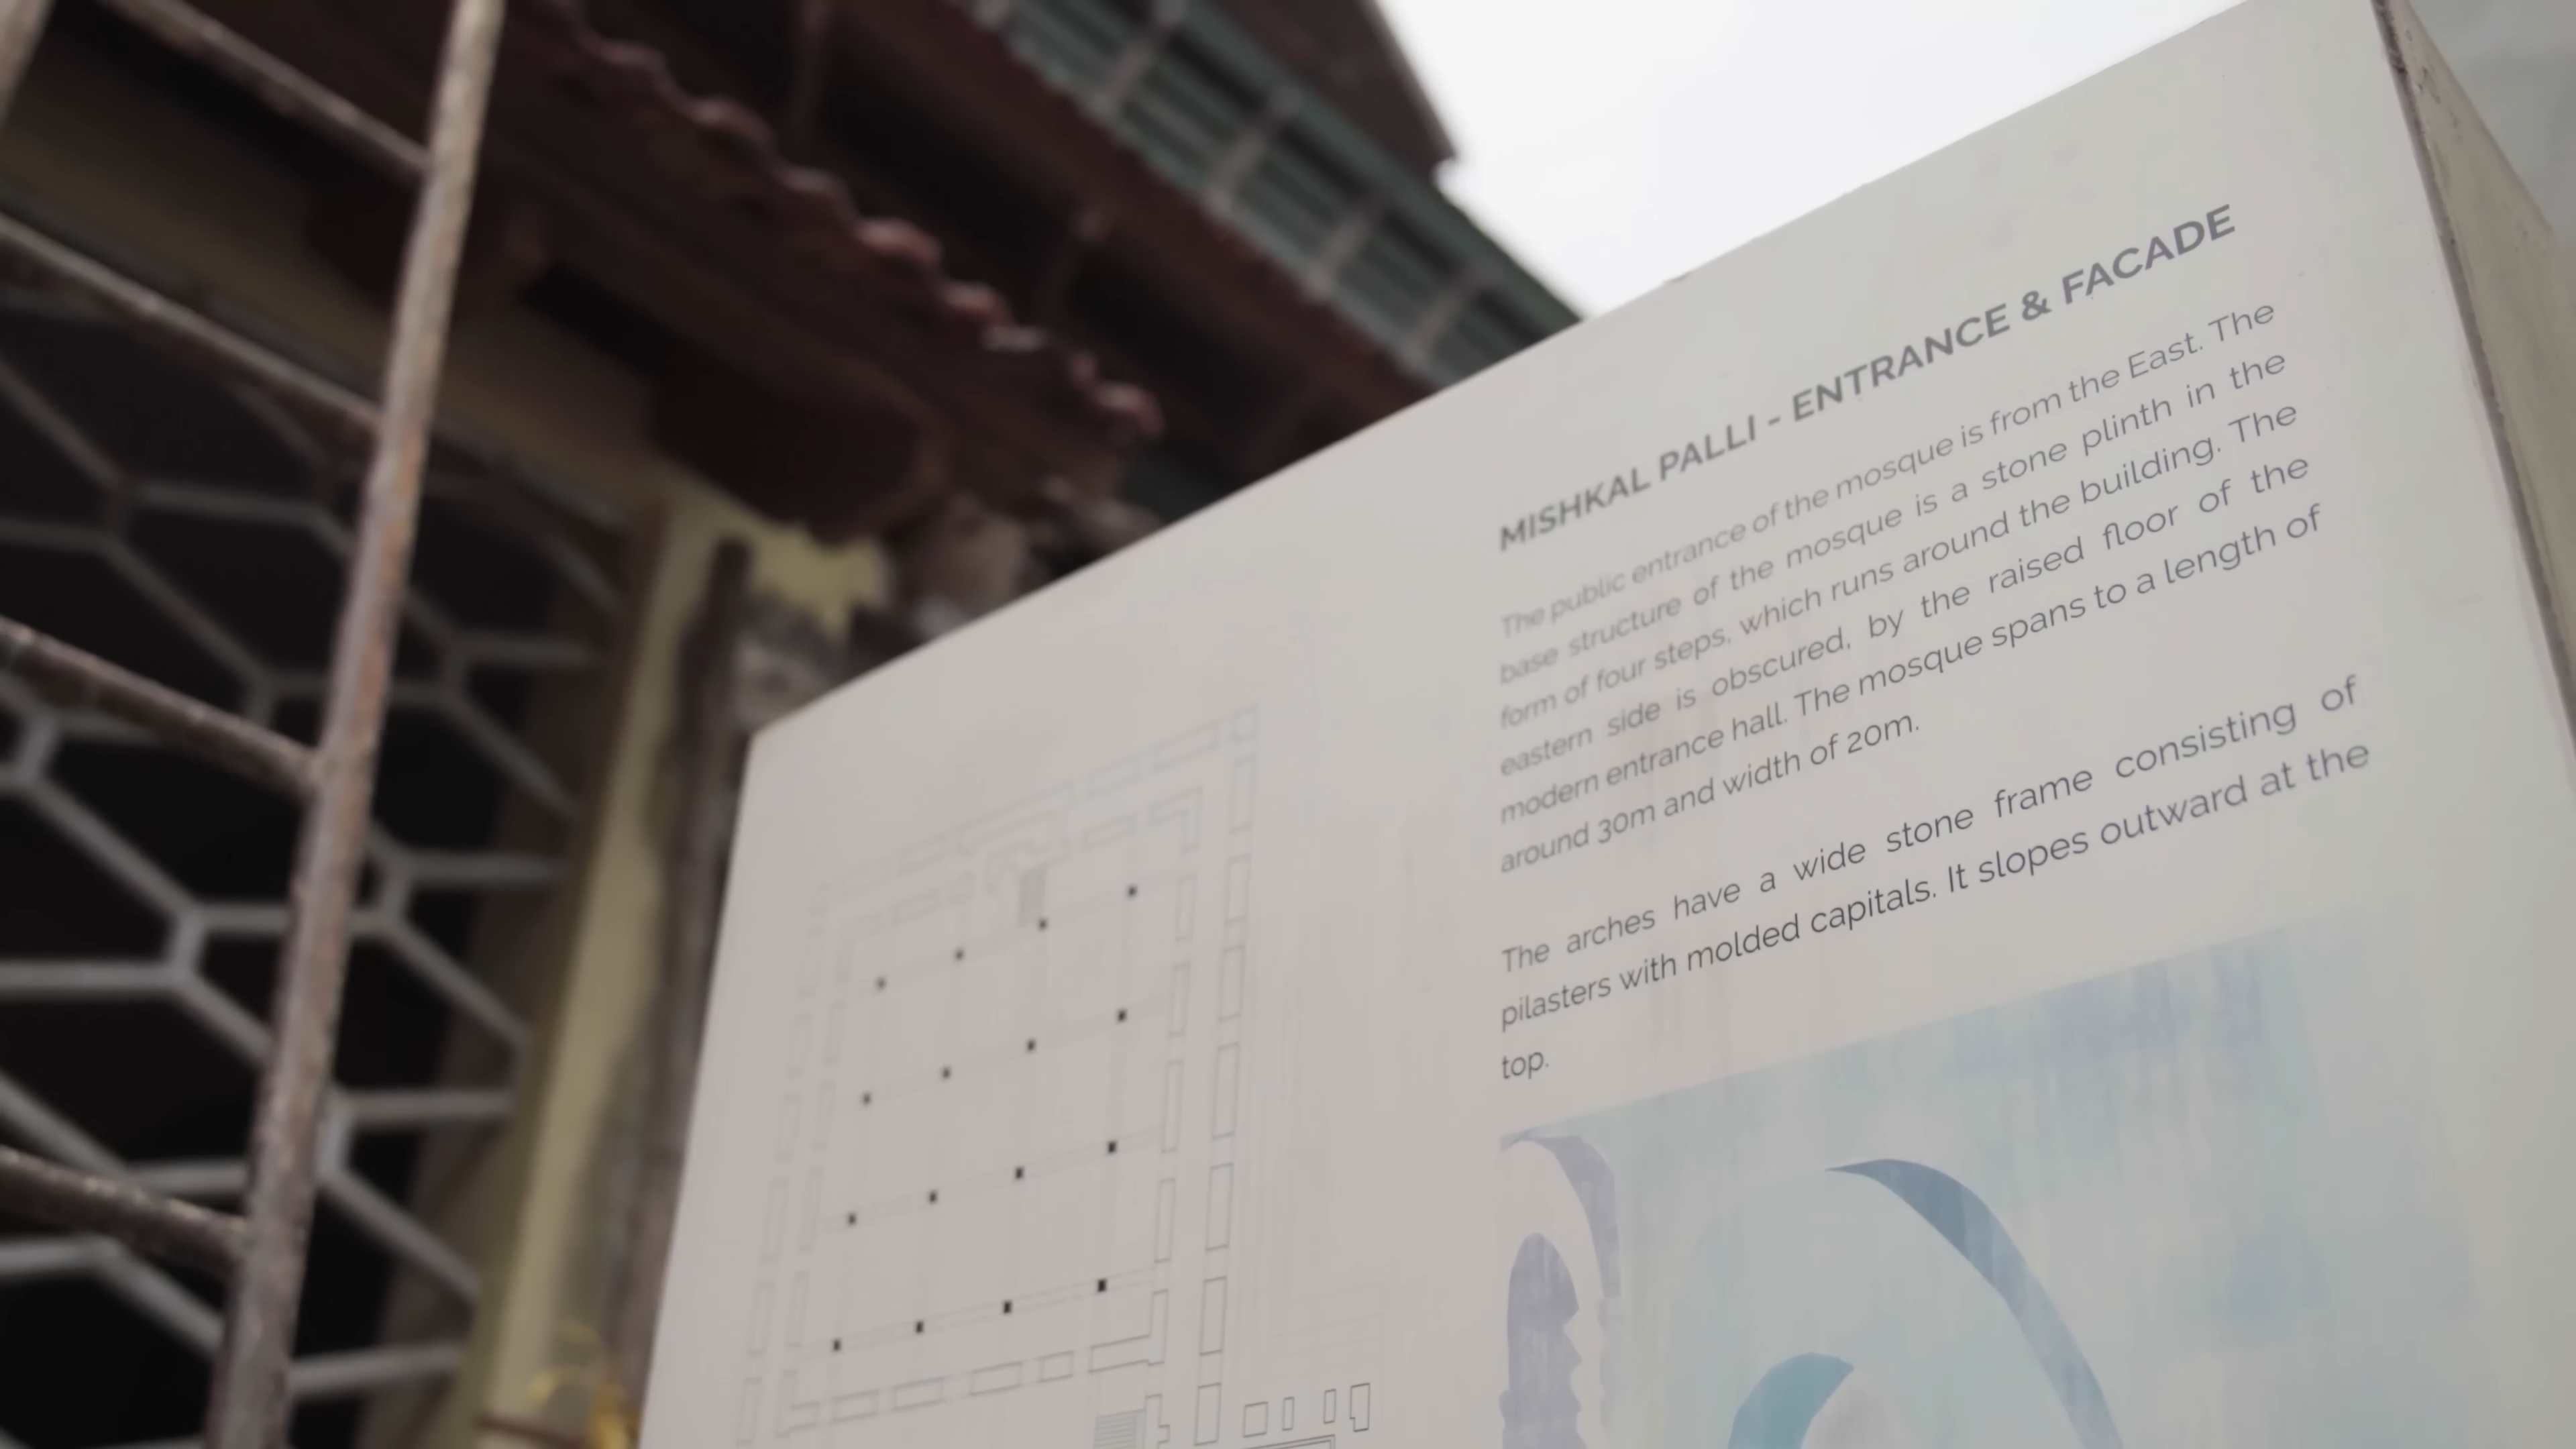 MISHKAL PALLI - ENTRANCE & FACADE
The public entrance of the mosque is from the East. The
base structure of the mosque is a stone plinth in the
form of four steps, which runs around the building. The
eastern side is obscured, by the raised floor of the
modern entrance hall. The mosque spans to a length of
around 30m and width of 20m.
The arches have a wide stone frame consisting of
pilasters with molded capitals. It slopes outward at the
top.